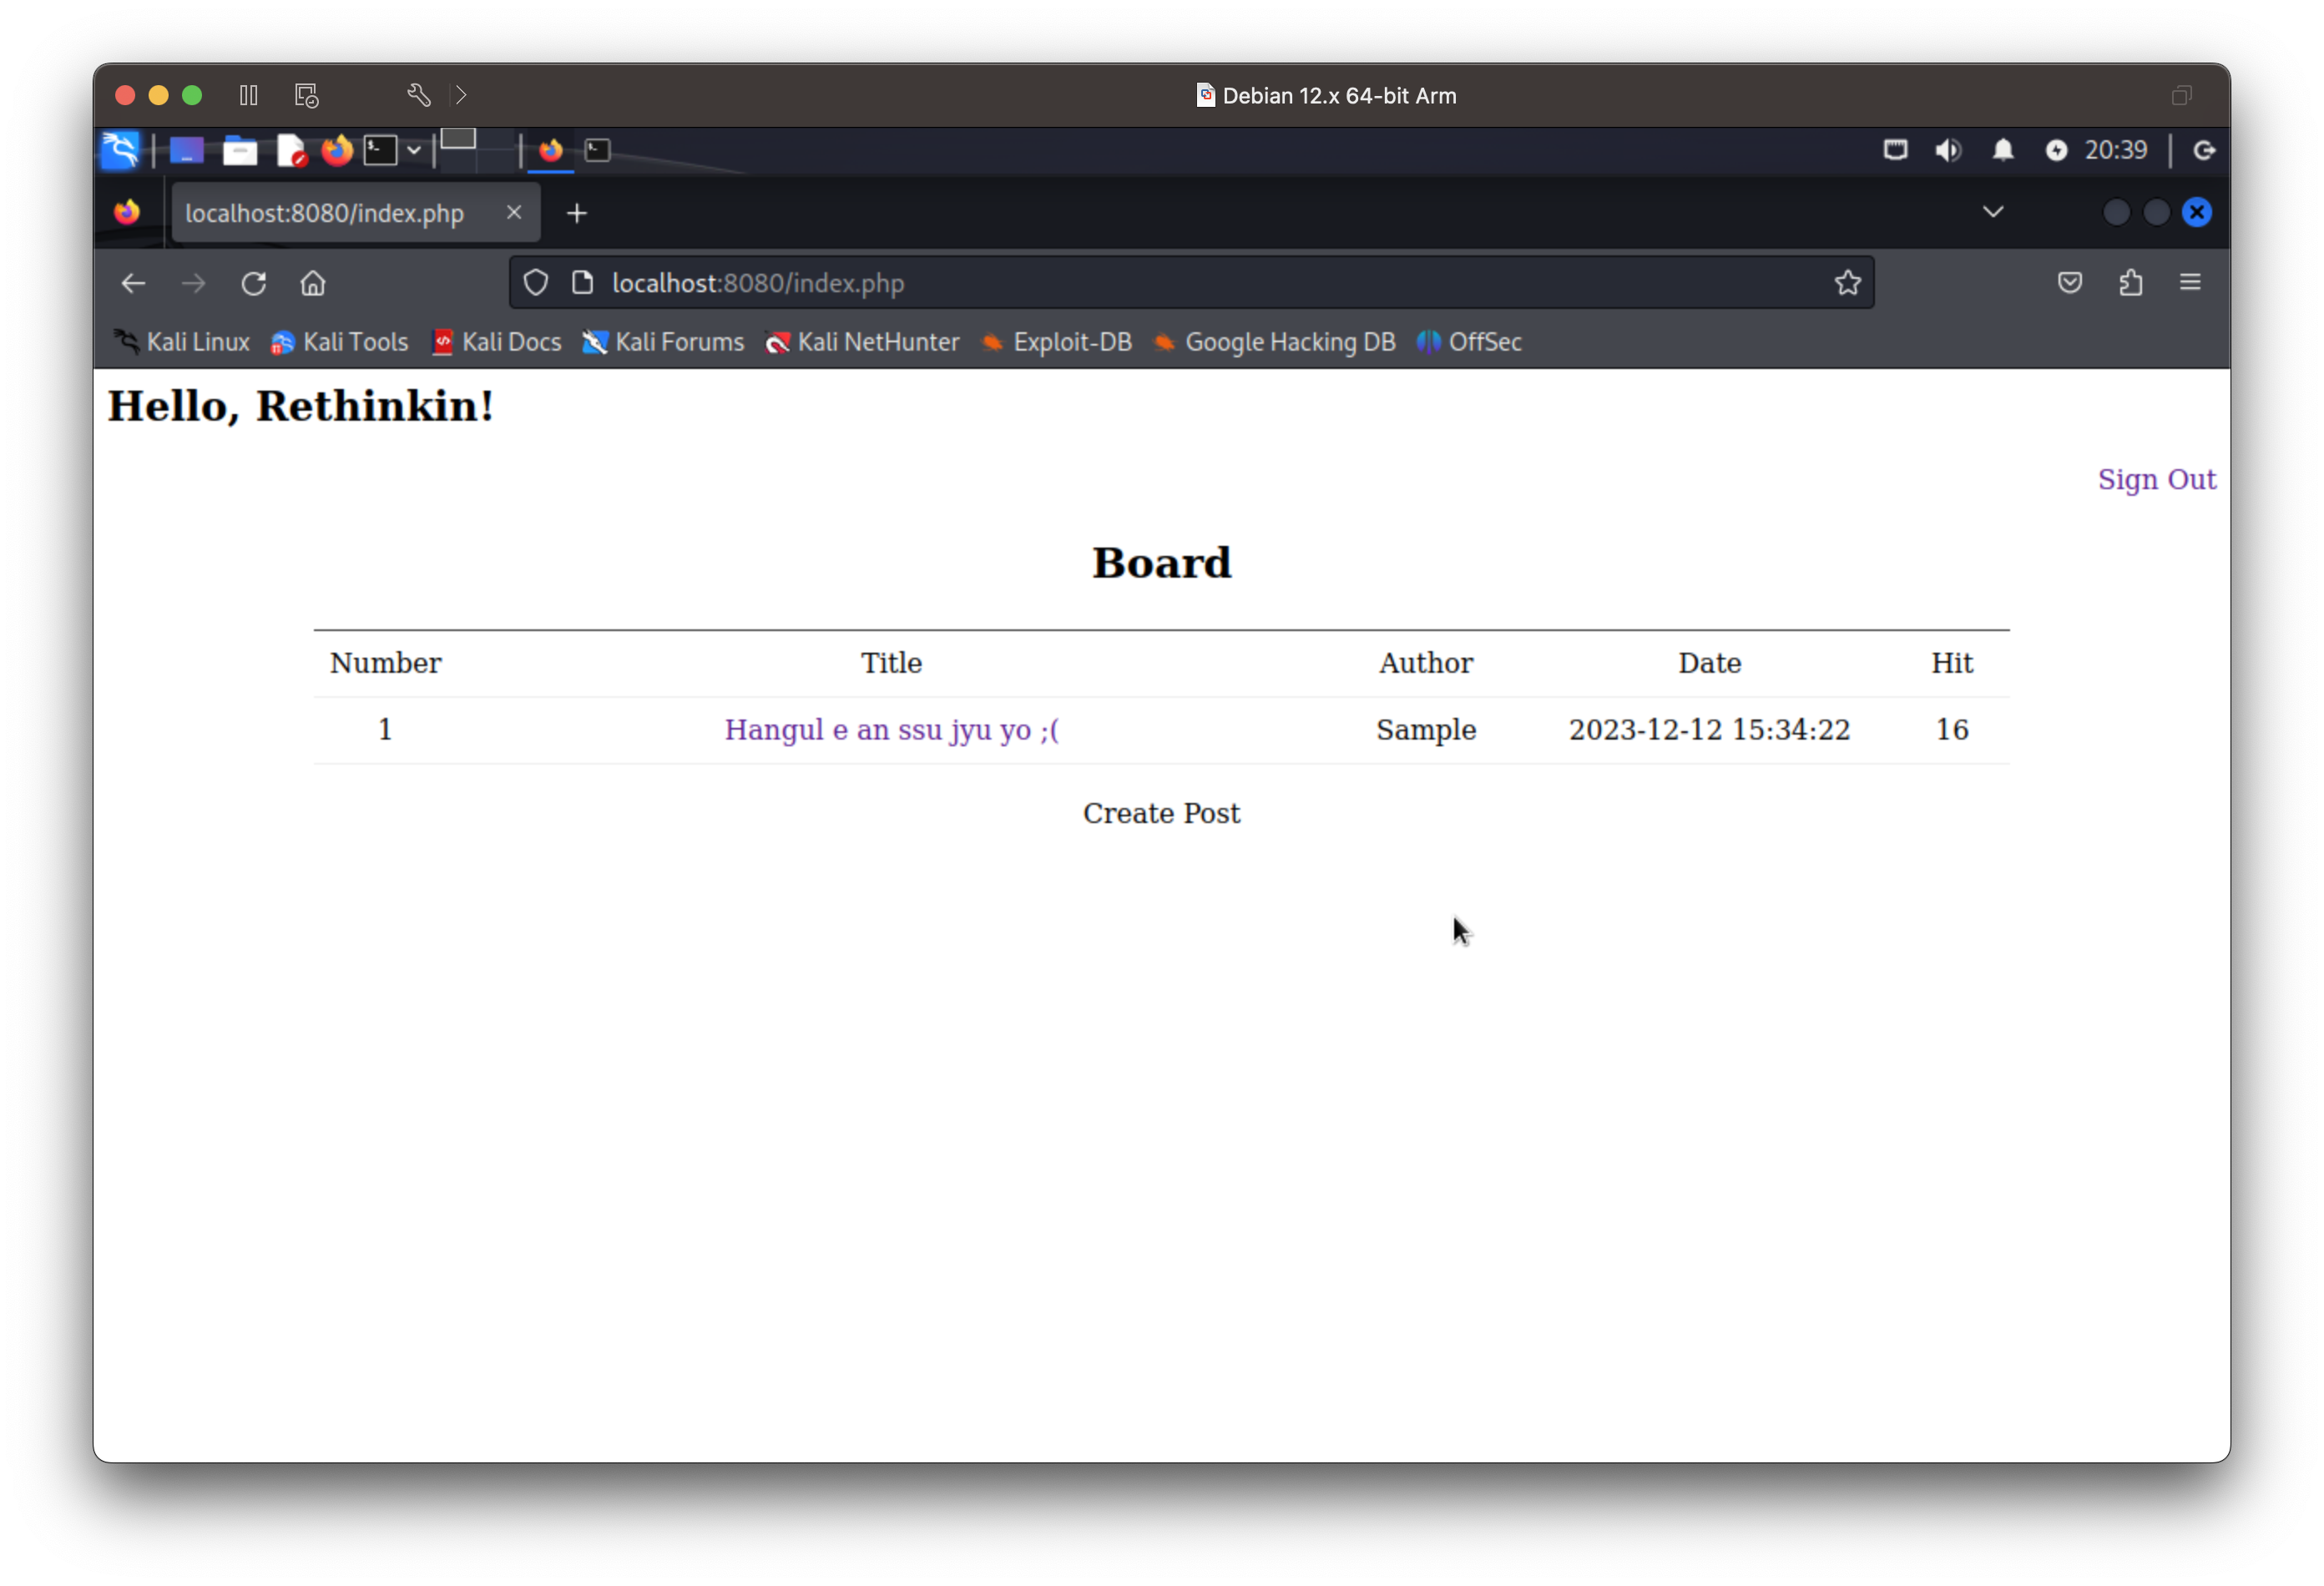 Debian 12.x 64-bit Arm
20:39
localhost:8080/index.php
localhost:8080/index.php
Kali Linux Kali Tools Kali Docs Kali Forums Kali NetHunter Exploit-DB Google Hacking DB OffSec
Hello, Rethinkin!
Sign Out
Board
Number Title Author Date Hit
1 Hangul e an ssu jyu yo ;( Sample 2023-12-12 15:34:22 16
Create Post